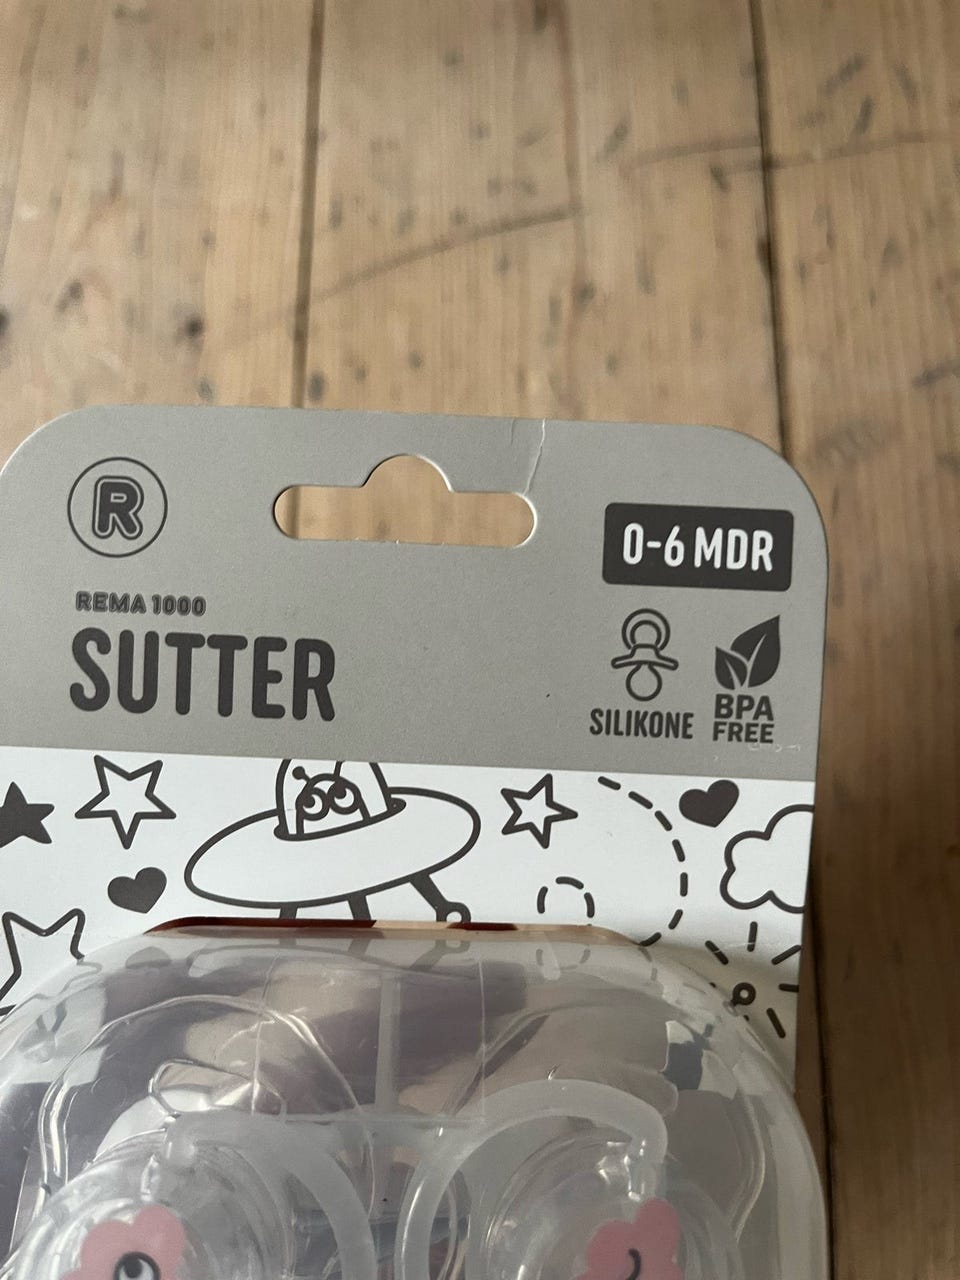 R
REMA 1000
SUTTER
0-6 MDR
SILIKONE
BPA
FREE